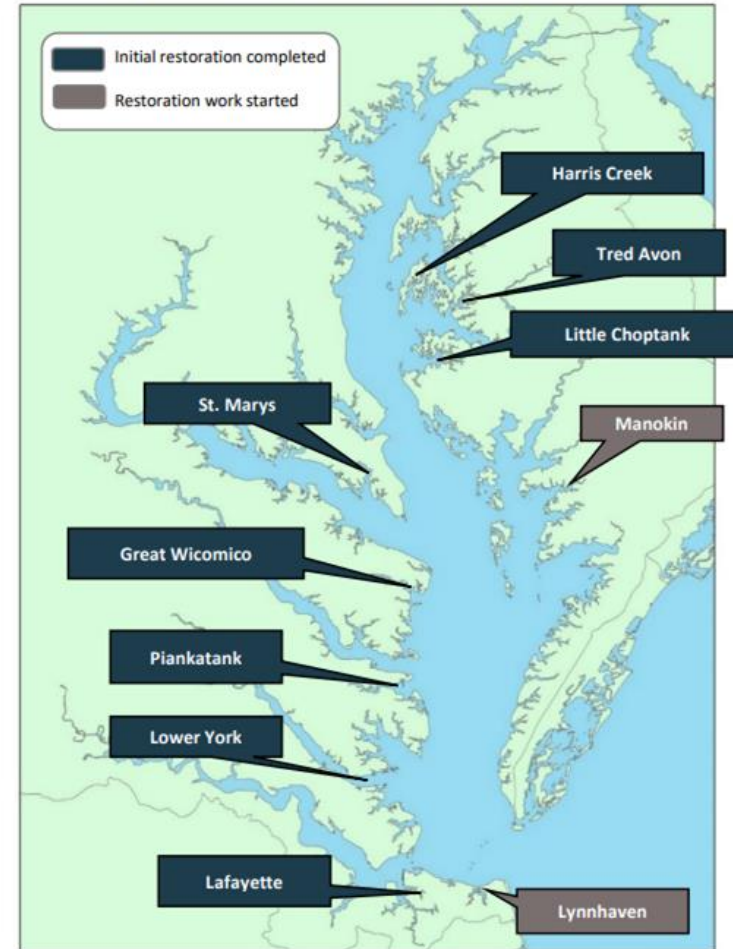 Initial restoration completed
Restoration work started
Harris Creek
Tred Avon
Little Choptank
St. Marys
Manokin
Great Wicomico
Piankatank
Lower York
Lafayette
Lynnhaven